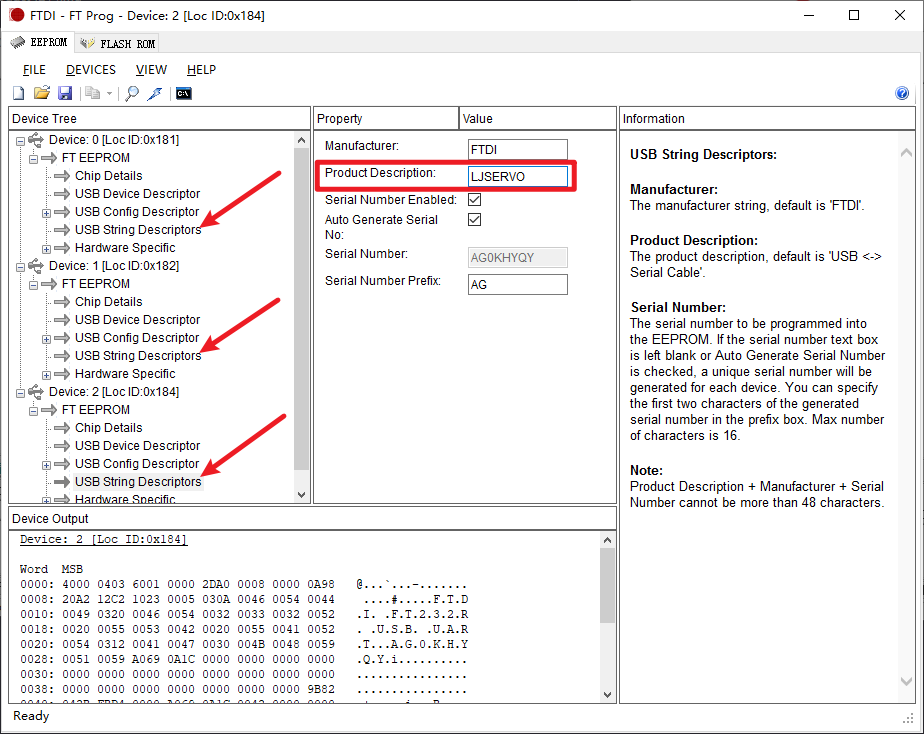 FTDI - FT Prog - Device: 2 [Loc ID:0x184]
EEPROM
FLASH ROM
FILE DEVICES VIEW HELP
C:\
Device Tree
Device: 0 [Loc ID:0x181]
FT EEPROM
Chip Details
USB Device Descriptor
USB Config Descriptor
USB String Descriptors
Hardware Specific
Device: 1 [Loc ID:0x182]
FT EEPROM
Chip Details
USB Device Descriptor
USB Config Descriptor
USB String Descriptors
Hardware Specific
Device: 2 [Loc ID:0x184]
FT EEPROM
Chip Details
USB Device Descriptor
USB Config Descriptor
USB String Descriptors
Hardware Specific
Property Value
Manufacturer: FTDI
Product Description: LJSERVO
Serial Number Enabled:
Auto Generate Serial
No:
Serial Number: AG0KHYQY
Serial Number Prefix: AG
Information
USB String Descriptors:
Manufacturer:
The manufacturer string, default is 'FTDI'.
Product Description:
The product description, default is 'USB <->
Serial Cable'.
Serial Number:
The serial number to be programmed into
the EEPROM. If the serial number text box
is left blank or Auto Generate Serial Number
is checked, a unique serial number will be
generated for each device. You can specify
the first two characters of the generated
serial number in the prefix box. Max number
of characters is 16.
Note:
Product Description + Manufacturer + Serial
Number cannot be more than 48 characters.
Device Output
Device: 2 [Loc ID:0x184]
Word MSB
0000: 4000 0403 6001 0000 2DA0 0008 0000 0A98 @...`...-.......
0008: 20A2 12C2 1023 0005 030A 0046 0054 0044 ....#.....F.T.D
0010: 0049 0320 0046 0054 0032 0033 0032 0052 .I. .F.T.2.3.2.R
0018: 0020 0055 0053 0042 0020 0055 0041 0052 . .U.S.B. .U.A.R
0020: 0054 0312 0041 0047 0030 004B 0048 0059 .T...A.G.0.K.H.Y
0028: 0051 0059 A069 0A1C 0000 0000 0000 0000 .Q.Y.i..........
0030: 0000 0000 0000 0000 0000 0000 0000 0000 ................
0038: 0000 0000 0000 0000 0000 0000 0000 9B82 ................
Ready